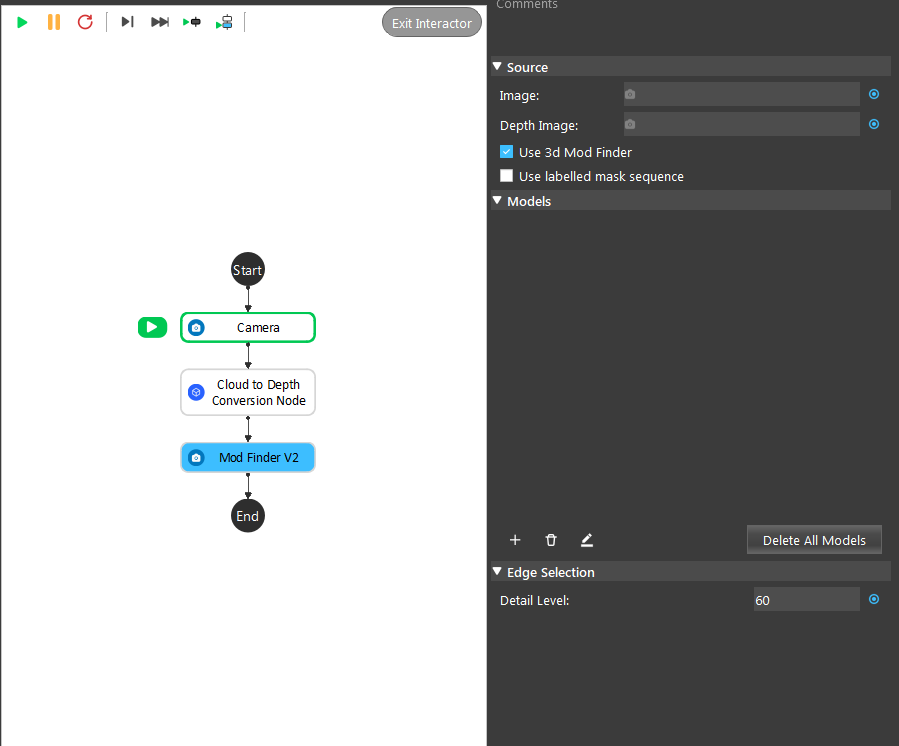 Comments
Exit Interactor
Source
Image:
Depth Image:
Use 3d Mod Finder
Use labelled mask sequence
Models
Start
Camera
Cloud to Depth
Conversion Node
Mod Finder V2
End
Delete All Models
Edge Selection
Detail Level:
60